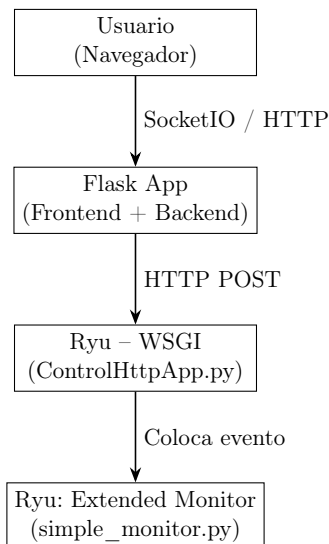 Usuario
(Navegador)
SocketIO / HTTP
Flask App
(Frontend + Backend)
HTTP POST
Ryu – WSGI
(ControlHttpApp.py)
Coloca evento
Ryu: Extended Monitor
(simple_monitor.py)